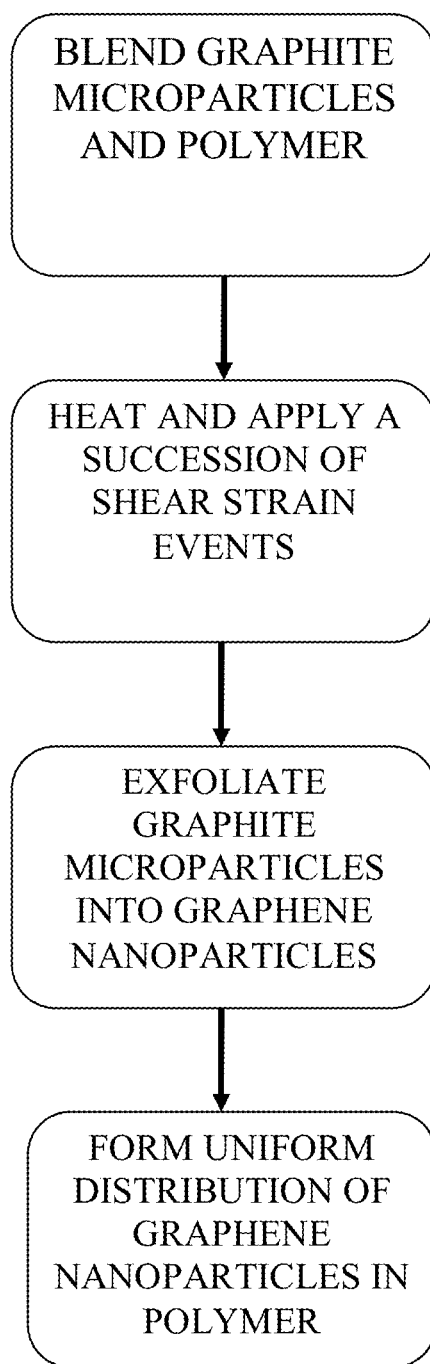 BLEND GRAPHITE
MICROPARTICLES
AND POLYMER
HEAT AND APPLY A
SUCCESSION OF
SHEAR STRAIN
EVENTS
EXFOLIATE
GRAPHITE
MICROPARTICLES
INTO GRAPHENE
NANOPARTICLES
FORM UNIFORM
DISTRIBUTION OF
GRAPHENE
NANOPARTICLES IN
POLYMER